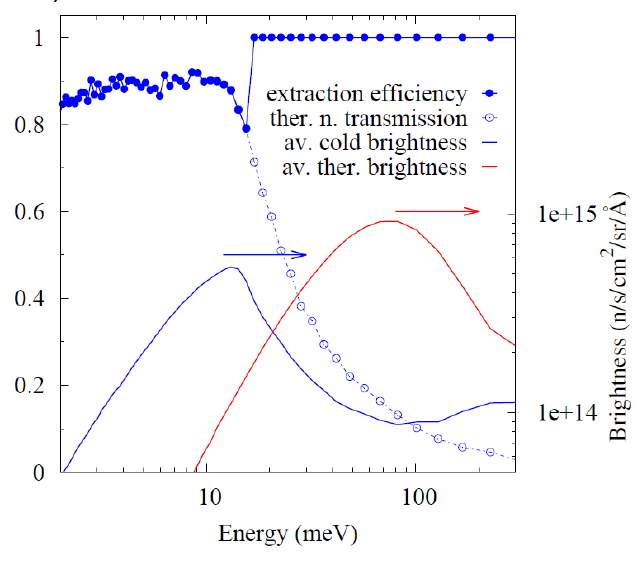 1
0.8
0.6
0.4
0.2
0
extraction efficiency
ther. n. transmission
av. cold brightness
av. ther. brightness
1e+15
1e+14
Brightness (n/s/cm²/sr/Å)
10
100
Energy (meV)